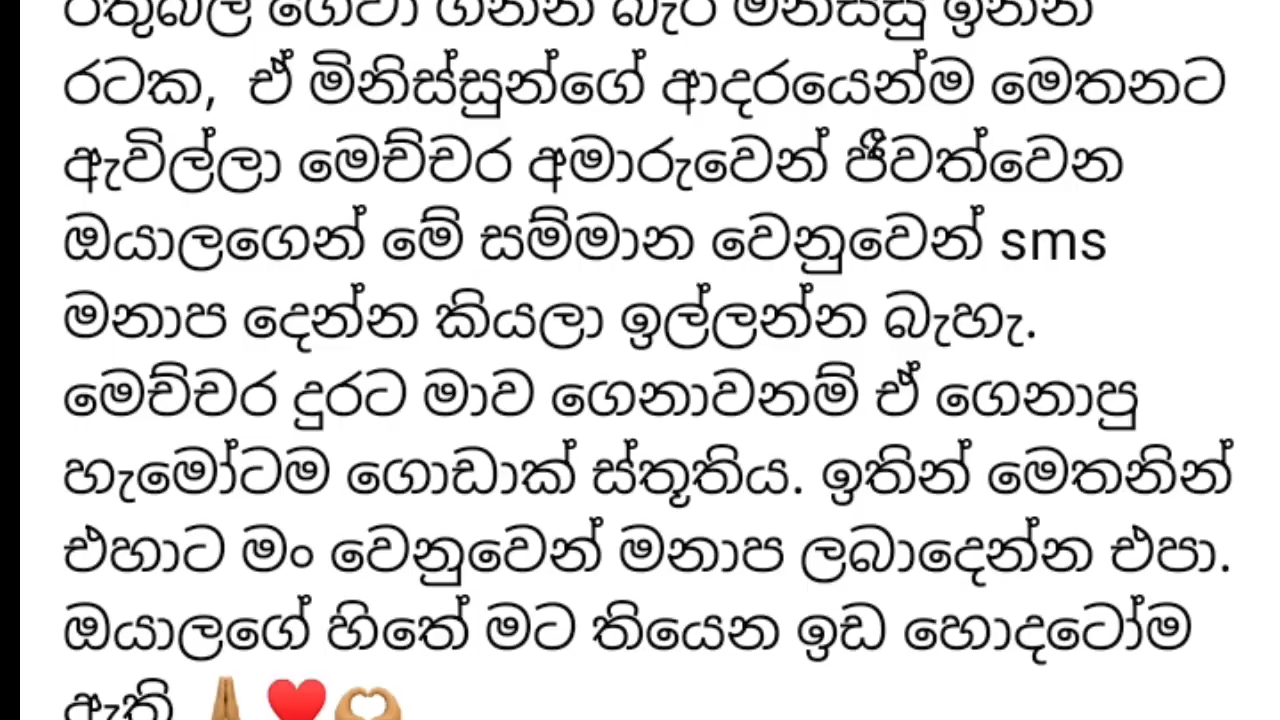 රටක, ඒ මිනිස්සුන්ගේ ආදරයෙන්ම මෙතනට
ඇවිල්ලා මෙච්චර අමාරුවෙන් ජීවත්වෙන
ඔයාලගෙන් මේ සම්මාන වෙනුවෙන් sms
මනාප දෙන්න කියලා ඉල්ලන්න බැහැ.
මෙච්චර දුරට මාව ගෙනාවනම් ඒ ගෙනාපු
හැමෝටම ගොඩාක් ස්තූතිය. ඉතින් මෙතනින්
එහාට මං වෙනුවෙන් මනාප ලබාදෙන්න එපා.
ඔයාලගේ හිතේ මට තියෙන ඉඩ හොදටෝම
ඇති 🙏🏽♥️🫶🏽